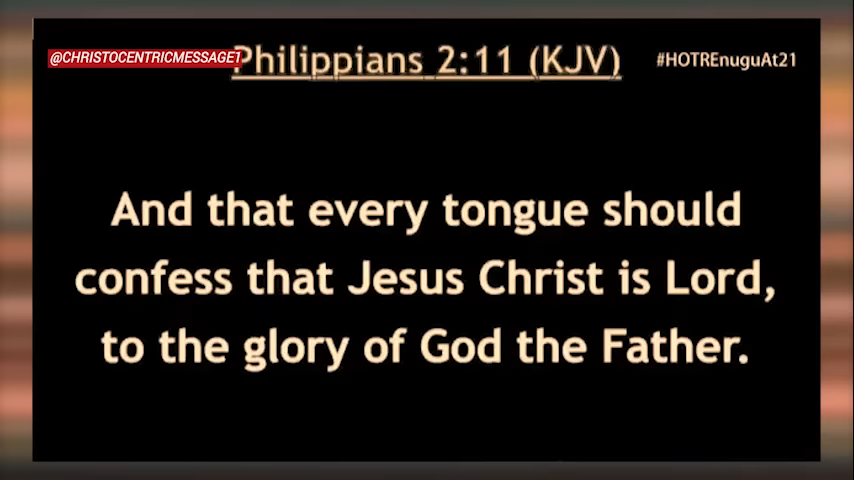 @CHRISTOCENTRICMESSAGET
Philippians 2:11 (KJV)
#HOTREnuguAt21
And that every tongue should
confess that Jesus Christ is Lord,
to the glory of God the Father.